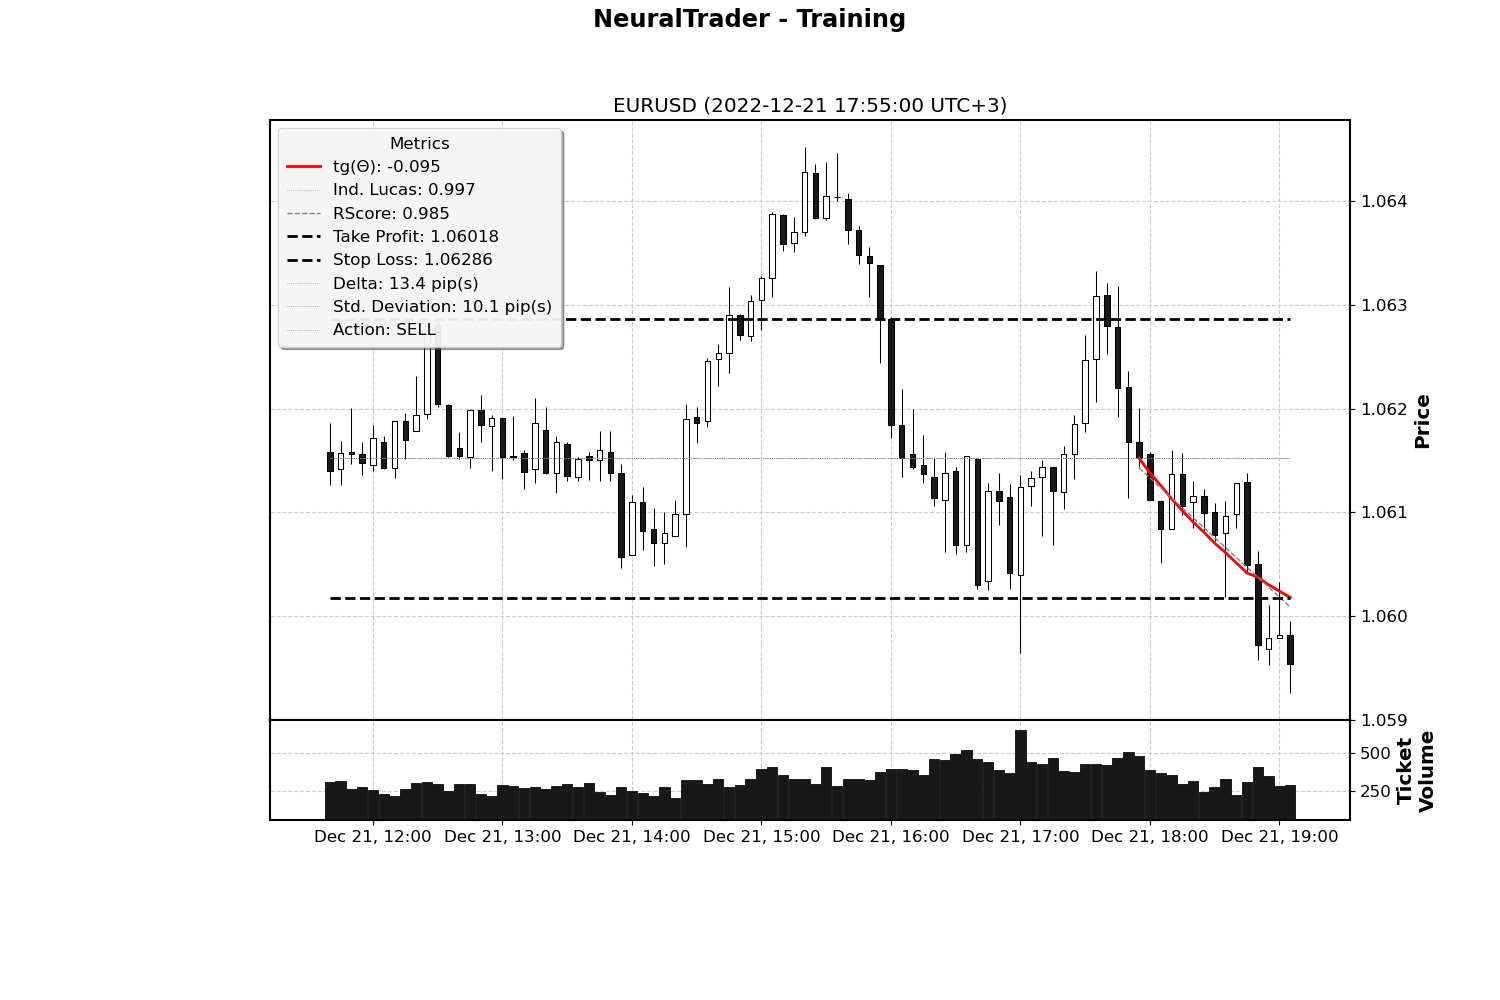 NeuralTrader - Training
EURUSD (2022-12-21 17:55:00 UTC+3)
Metrics
tg(Θ): -0.095
Ind. Lucas: 0.997
RScore: 0.985
Take Profit: 1.06018
Stop Loss: 1.06286
Delta: 13.4 pip(s)
Std. Deviation: 10.1 pip(s)
Action: SELL
1.064
1.063
1.062
1.061
1.060
1.059
Price
500
250
Ticket
Volume
Dec 21, 12:00 Dec 21, 13:00 Dec 21, 14:00 Dec 21, 15:00 Dec 21, 16:00 Dec 21, 17:00 Dec 21, 18:00 Dec 21, 19:00